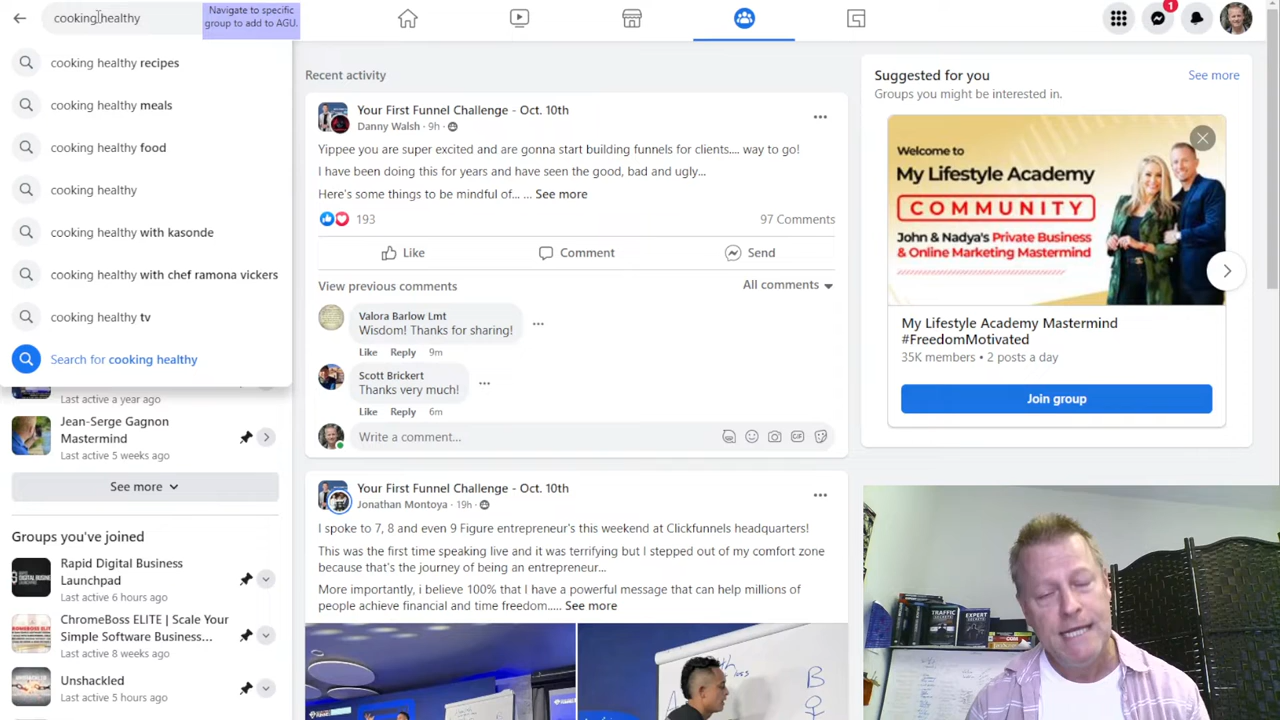 cooking healthy
Navigate to specific
group to add to AGU.
1
cooking healthy recipes
cooking healthy meals
cooking healthy food
cooking healthy
cooking healthy with kasonde
cooking healthy with chef ramona vickers
cooking healthy tv
Search for cooking healthy
Last active a year ago
Jean-Serge Gagnon
Mastermind
Last active 5 weeks ago
See more
Groups you've joined
Rapid Digital Business
Launchpad
Last active 6 hours ago
ChromeBoss ELITE | Scale Your
Simple Software Business...
Last active 8 weeks ago
Unshackled
Last active 5 hours ago
Recent activity
Your First Funnel Challenge - Oct. 10th
Danny Walsh · 9h ·
Yippee you are super excited and are gonna start building funnels for clients.... way to go!
I have been doing this for years and have seen the good, bad and ugly...
Here's some things to be mindful of... ... See more
193
97 Comments
Like
Comment
Send
View previous comments
All comments
Valora Barlow Lmt
Wisdom! Thanks for sharing!
Like Reply 9m
Scott Brickert
Thanks very much!
Like Reply 6m
Write a comment...
GIF
Your First Funnel Challenge - Oct. 10th
Jonathan Montoya · 19h ·
I spoke to 7, 8 and even 9 Figure entrepreneur's this weekend at Clickfunnels headquarters!
This was the first time speaking live and it was terrifying but I stepped out of my comfort zone
because that's the journey of being an entrepreneur...
More importantly, i believe 100% that I have a powerful message that can help millions of
people achieve financial and time freedom..... See more
Suggested for you
See more
Groups you might be interested in.
Welcome to
My Lifestyle Academy
COMMUNITY
John & Nadya's Private Business
& Online Marketing Mastermind
My Lifestyle Academy Mastermind
#FreedomMotivated
35K members • 2 posts a day
Join group
TRAFFIC
SECRETS
EXPERT
SECRETS